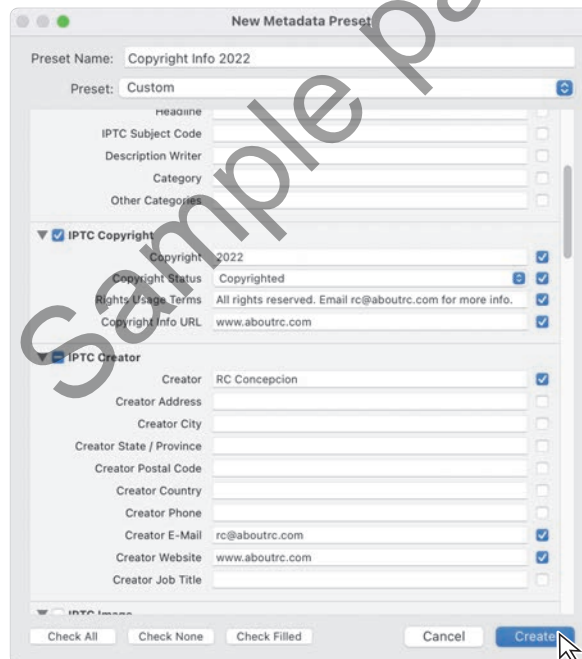 New Metadata Preset
Preset Name: Copyright Info 2022
Preset: Custom
Headline
IPTC Subject Code
Description Writer
Category
Other Categories
IPTC Copyright
Copyright 2022
Copyright Status Copyrighted
Rights Usage Terms All rights reserved. Email rc@aboutrc.com for more info.
Copyright Info URL www.aboutrc.com
IPTC Creator
Creator RC Concepcion
Creator Address
Creator City
Creator State / Province
Creator Postal Code
Creator Country
Creator Phone
Creator E-Mail rc@aboutrc.com
Creator Website www.aboutrc.com
Creator Job Title
IPTC Image
Check All Check None Check Filled Cancel Create
Sample pa